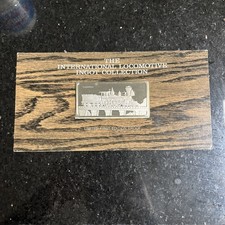 THE
INTERNATIONAL LOCOMOTIVE
INGOT COLLECTION